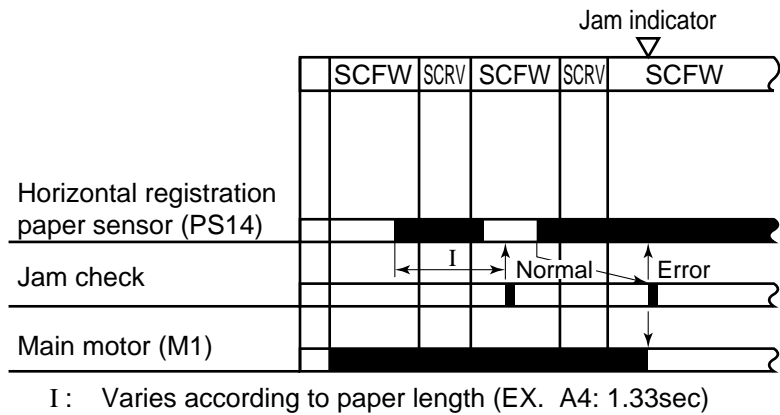 Jam indicator
SCFW SCRV SCFW SCRV SCFW
Horizontal registration
paper sensor (PS14)
I
Normal Error
Jam check
Main motor (M1)
I : Varies according to paper length (EX. A4: 1.33sec)